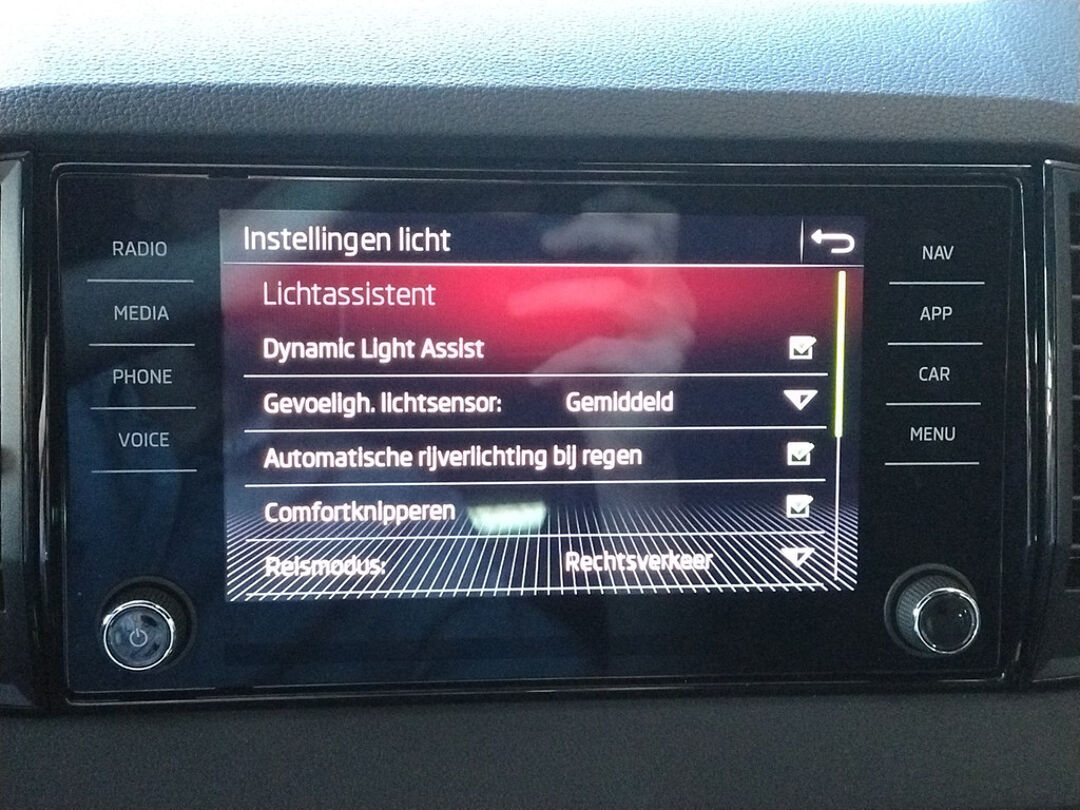 Instellingen licht
Lichtassistent
Dynamic Light Assist
Gevoeligh. lichtsensor: Gemiddeld
Automatische rijverlichting bij regen
Comfortknipperen
Reismodus: Rechtsverkeer
RADIO
MEDIA
PHONE
VOICE
NAV
APP
CAR
MENU